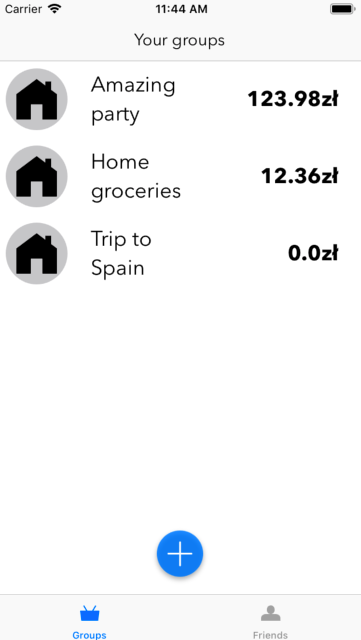 Carrier 11:44 AM
Your groups
Amazing
party
123.98zł
Home
groceries
12.36zł
Trip to
Spain
0.0zł
Groups Friends